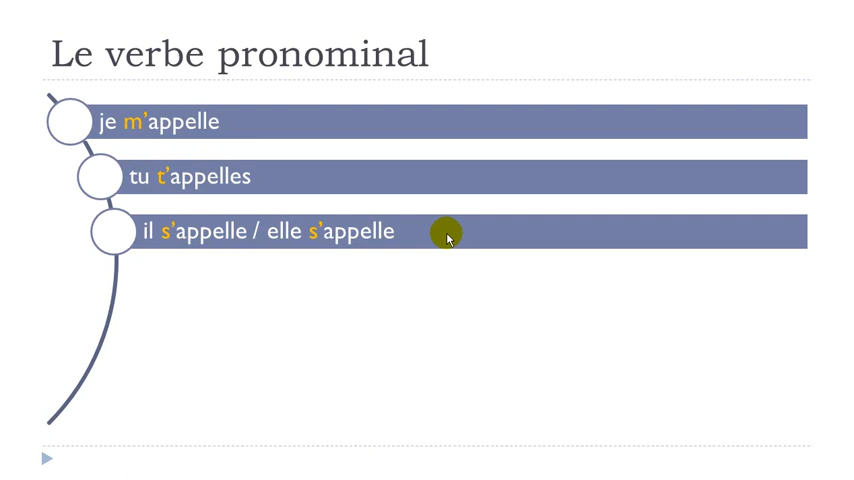 Le verbe pronominal
je m’appelle
tu t’appelles
il s’appelle / elle s’appelle